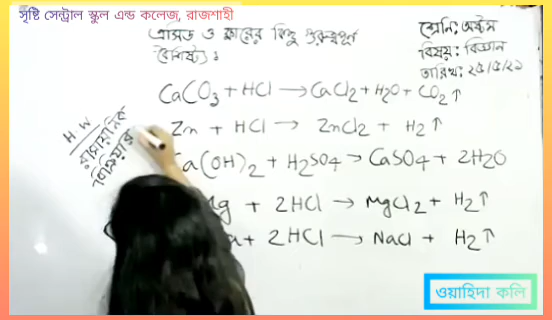 সৃষ্টি সেন্ট্রাল স্কুল এন্ড কলেজ, রাজশাহী
এসিড ও ক্ষারের কিছু গুরুত্বপূর্ণ
বৈশিষ্ট্য :
শ্রেনি: অষ্টম
বিষয়: বিজ্ঞান
তারিখ: ২৫/৫/২১
CaCO₃ + HCl → CaCl₂ + H₂O + CO₂↑
Zn + HCl → ZnCl₂ + H₂↑
Ca(OH)₂ + H₂SO₄ → CaSO₄ + 2H₂O
Mg + 2HCl → MgCl₂ + H₂↑
+ 2HCl → NaCl + H₂↑
H.W
রাসায়নিক
বিক্রিয়ার
ওয়াহিদা কলি